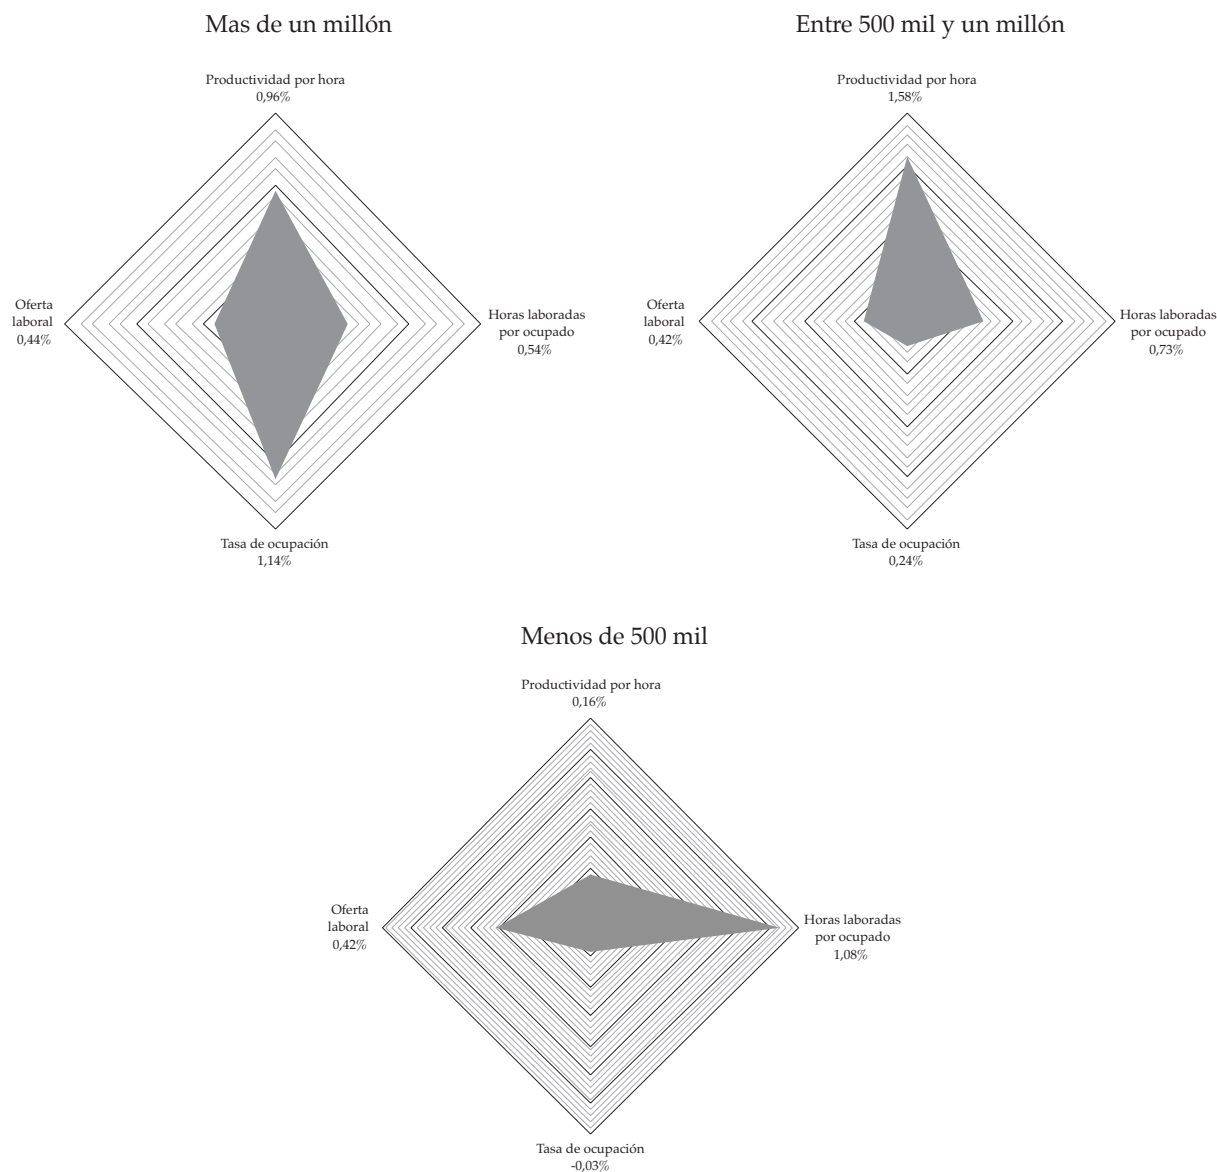 Mas de un millón
Productividad por hora
0,96%
Oferta
laboral
0,44%
Horas laboradas
por ocupado
0,54%
Tasa de ocupación
1,14%
Entre 500 mil y un millón
Productividad por hora
1,58%
Oferta
laboral
0,42%
Horas laboradas
por ocupado
0,73%
Tasa de ocupación
0,24%
Menos de 500 mil
Productividad por hora
0,16%
Oferta
laboral
0,42%
Horas laboradas
por ocupado
1,08%
Tasa de ocupación
-0,03%